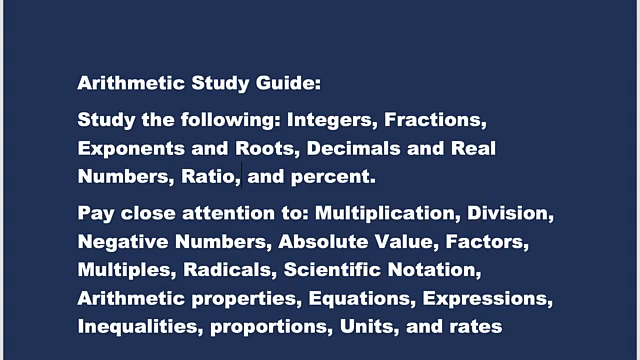 Arithmetic Study Guide:
Study the following: Integers, Fractions,
Exponents and Roots, Decimals and Real
Numbers, Ratio, and percent.
Pay close attention to: Multiplication, Division,
Negative Numbers, Absolute Value, Factors,
Multiples, Radicals, Scientific Notation,
Arithmetic properties, Equations, Expressions,
Inequalities, proportions, Units, and rates